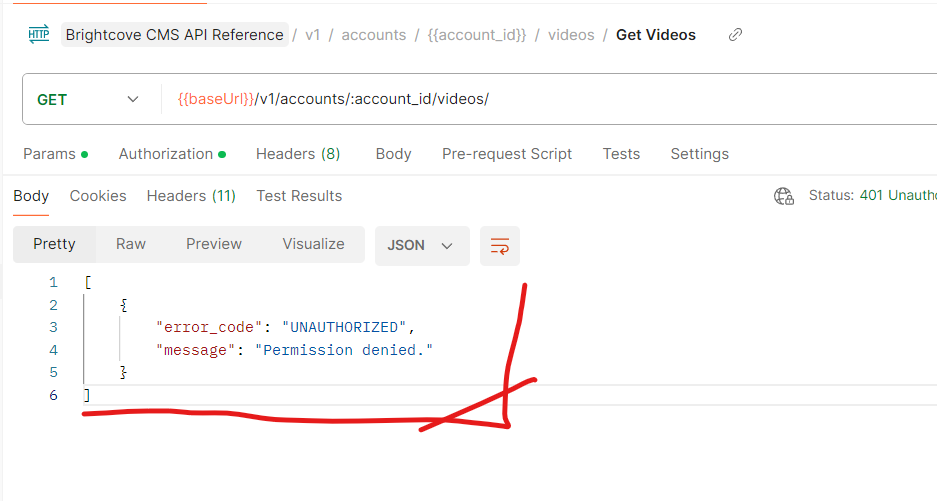 HTTP Brightcove CMS API Reference / v1 / accounts / {{account_id}} / videos / Get Videos
GET {{baseUrl}}/v1/accounts/:account_id/videos/
Params Authorization Headers (8) Body Pre-request Script Tests Settings
Body Cookies Headers (11) Test Results Status: 401 Unautho
Pretty Raw Preview Visualize JSON
1 [
2 {
3 "error_code": "UNAUTHORIZED",
4 "message": "Permission denied."
5 }
6 ]